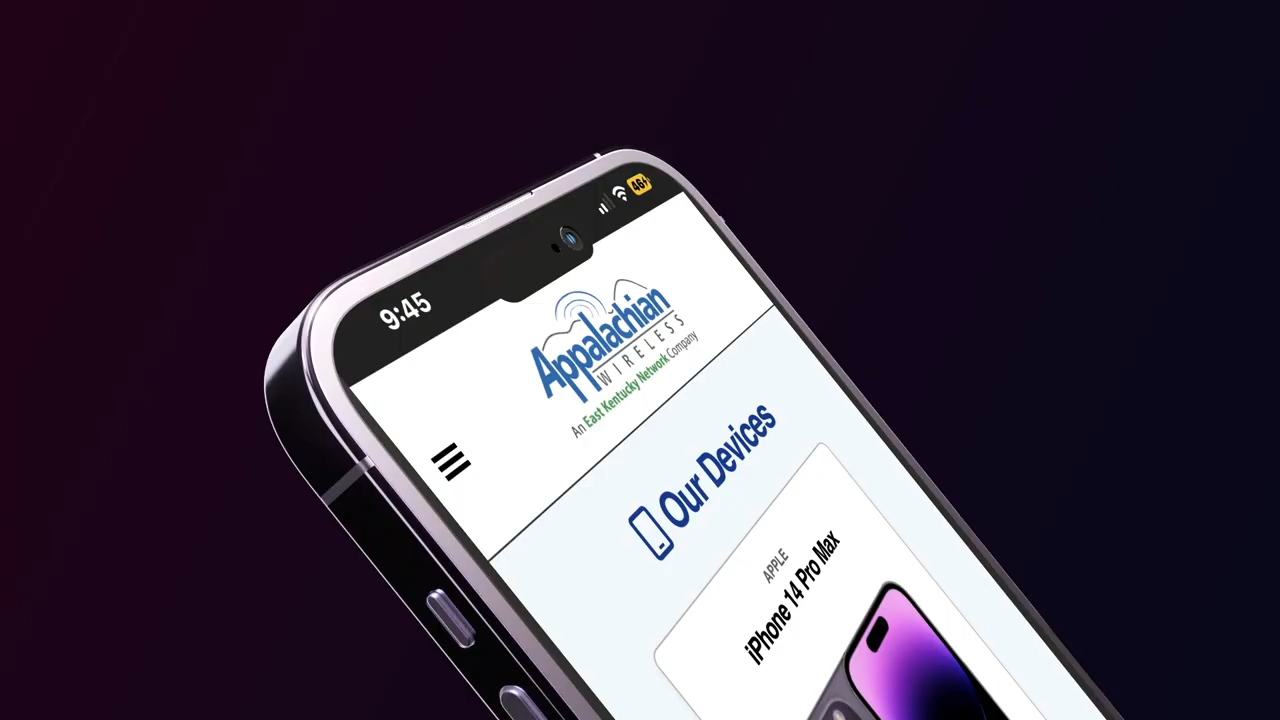 9:45
46
Appalachian
WIRELESS
An East Kentucky Network Company
Our Devices
APPLE
iPhone 14 Pro Max